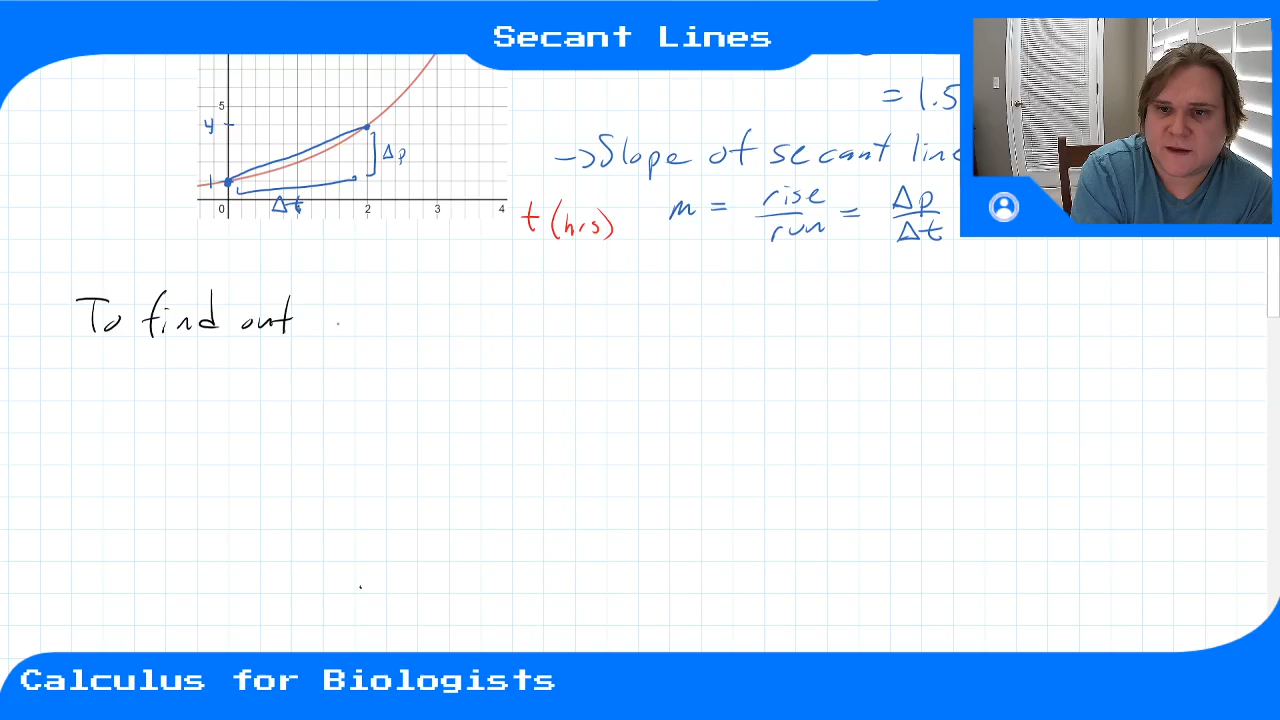 Secant Lines
= 1.5
5
4
1
Δp
Δt
0
2
3
4
t (hrs)
→ Slope of secant line
m = rise/run = Δp/Δt
To find out
Calculus for Biologists